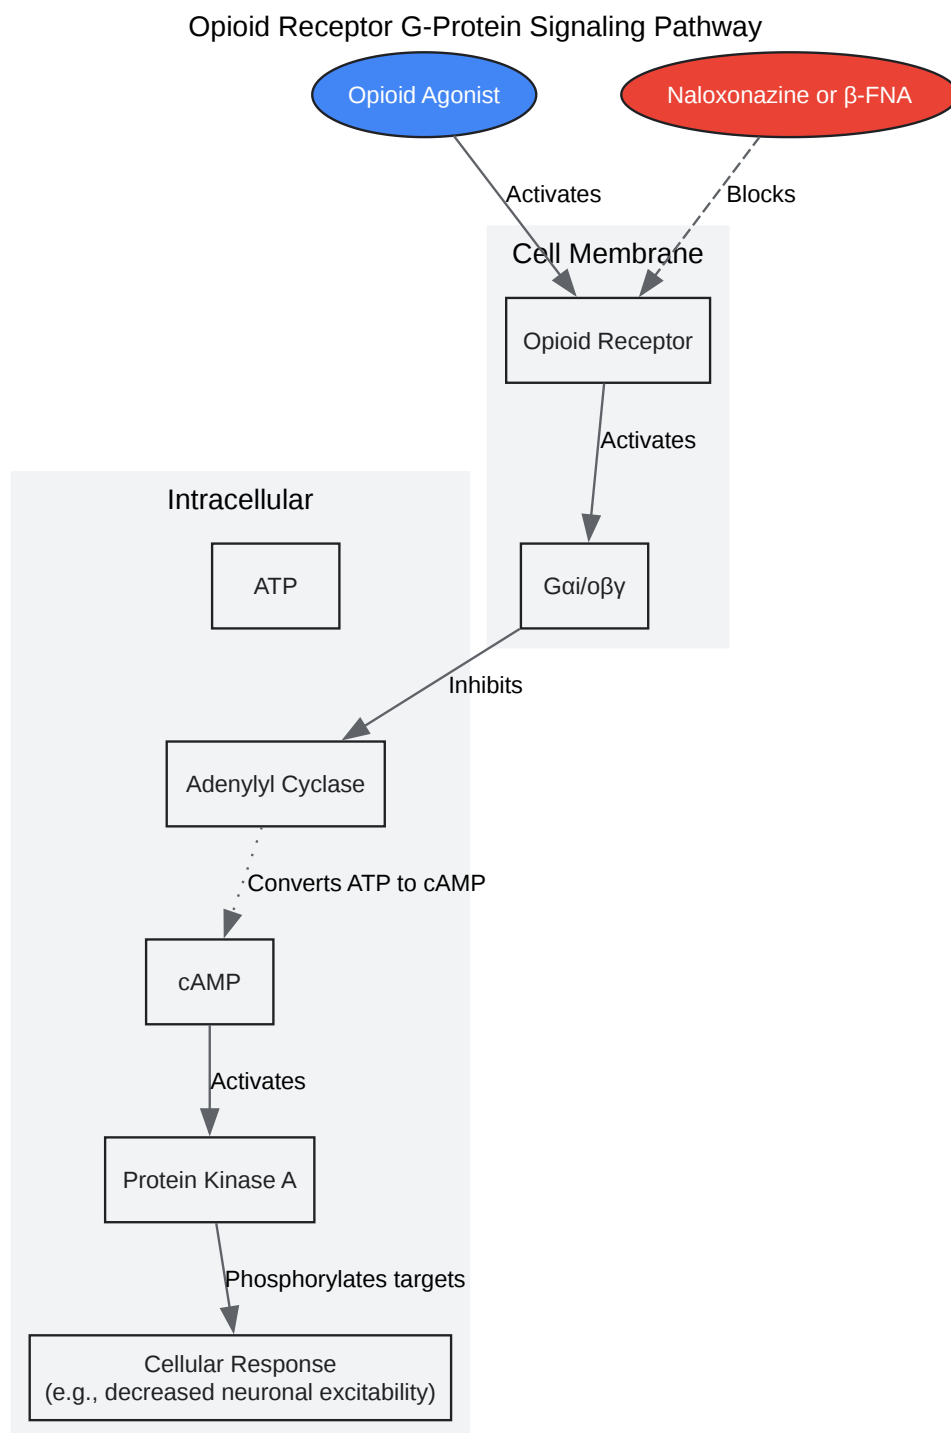 Opioid Receptor G-Protein Signaling Pathway
Opioid Agonist
Naloxonazine or β-FNA
Activates
Blocks
Cell Membrane
Opioid Receptor
Activates
Intracellular
ATP
Gαi/oβγ
Inhibits
Adenylyl Cyclase
Converts ATP to cAMP
cAMP
Activates
Protein Kinase A
Phosphorylates targets
Cellular Response
(e.g., decreased neuronal excitability)